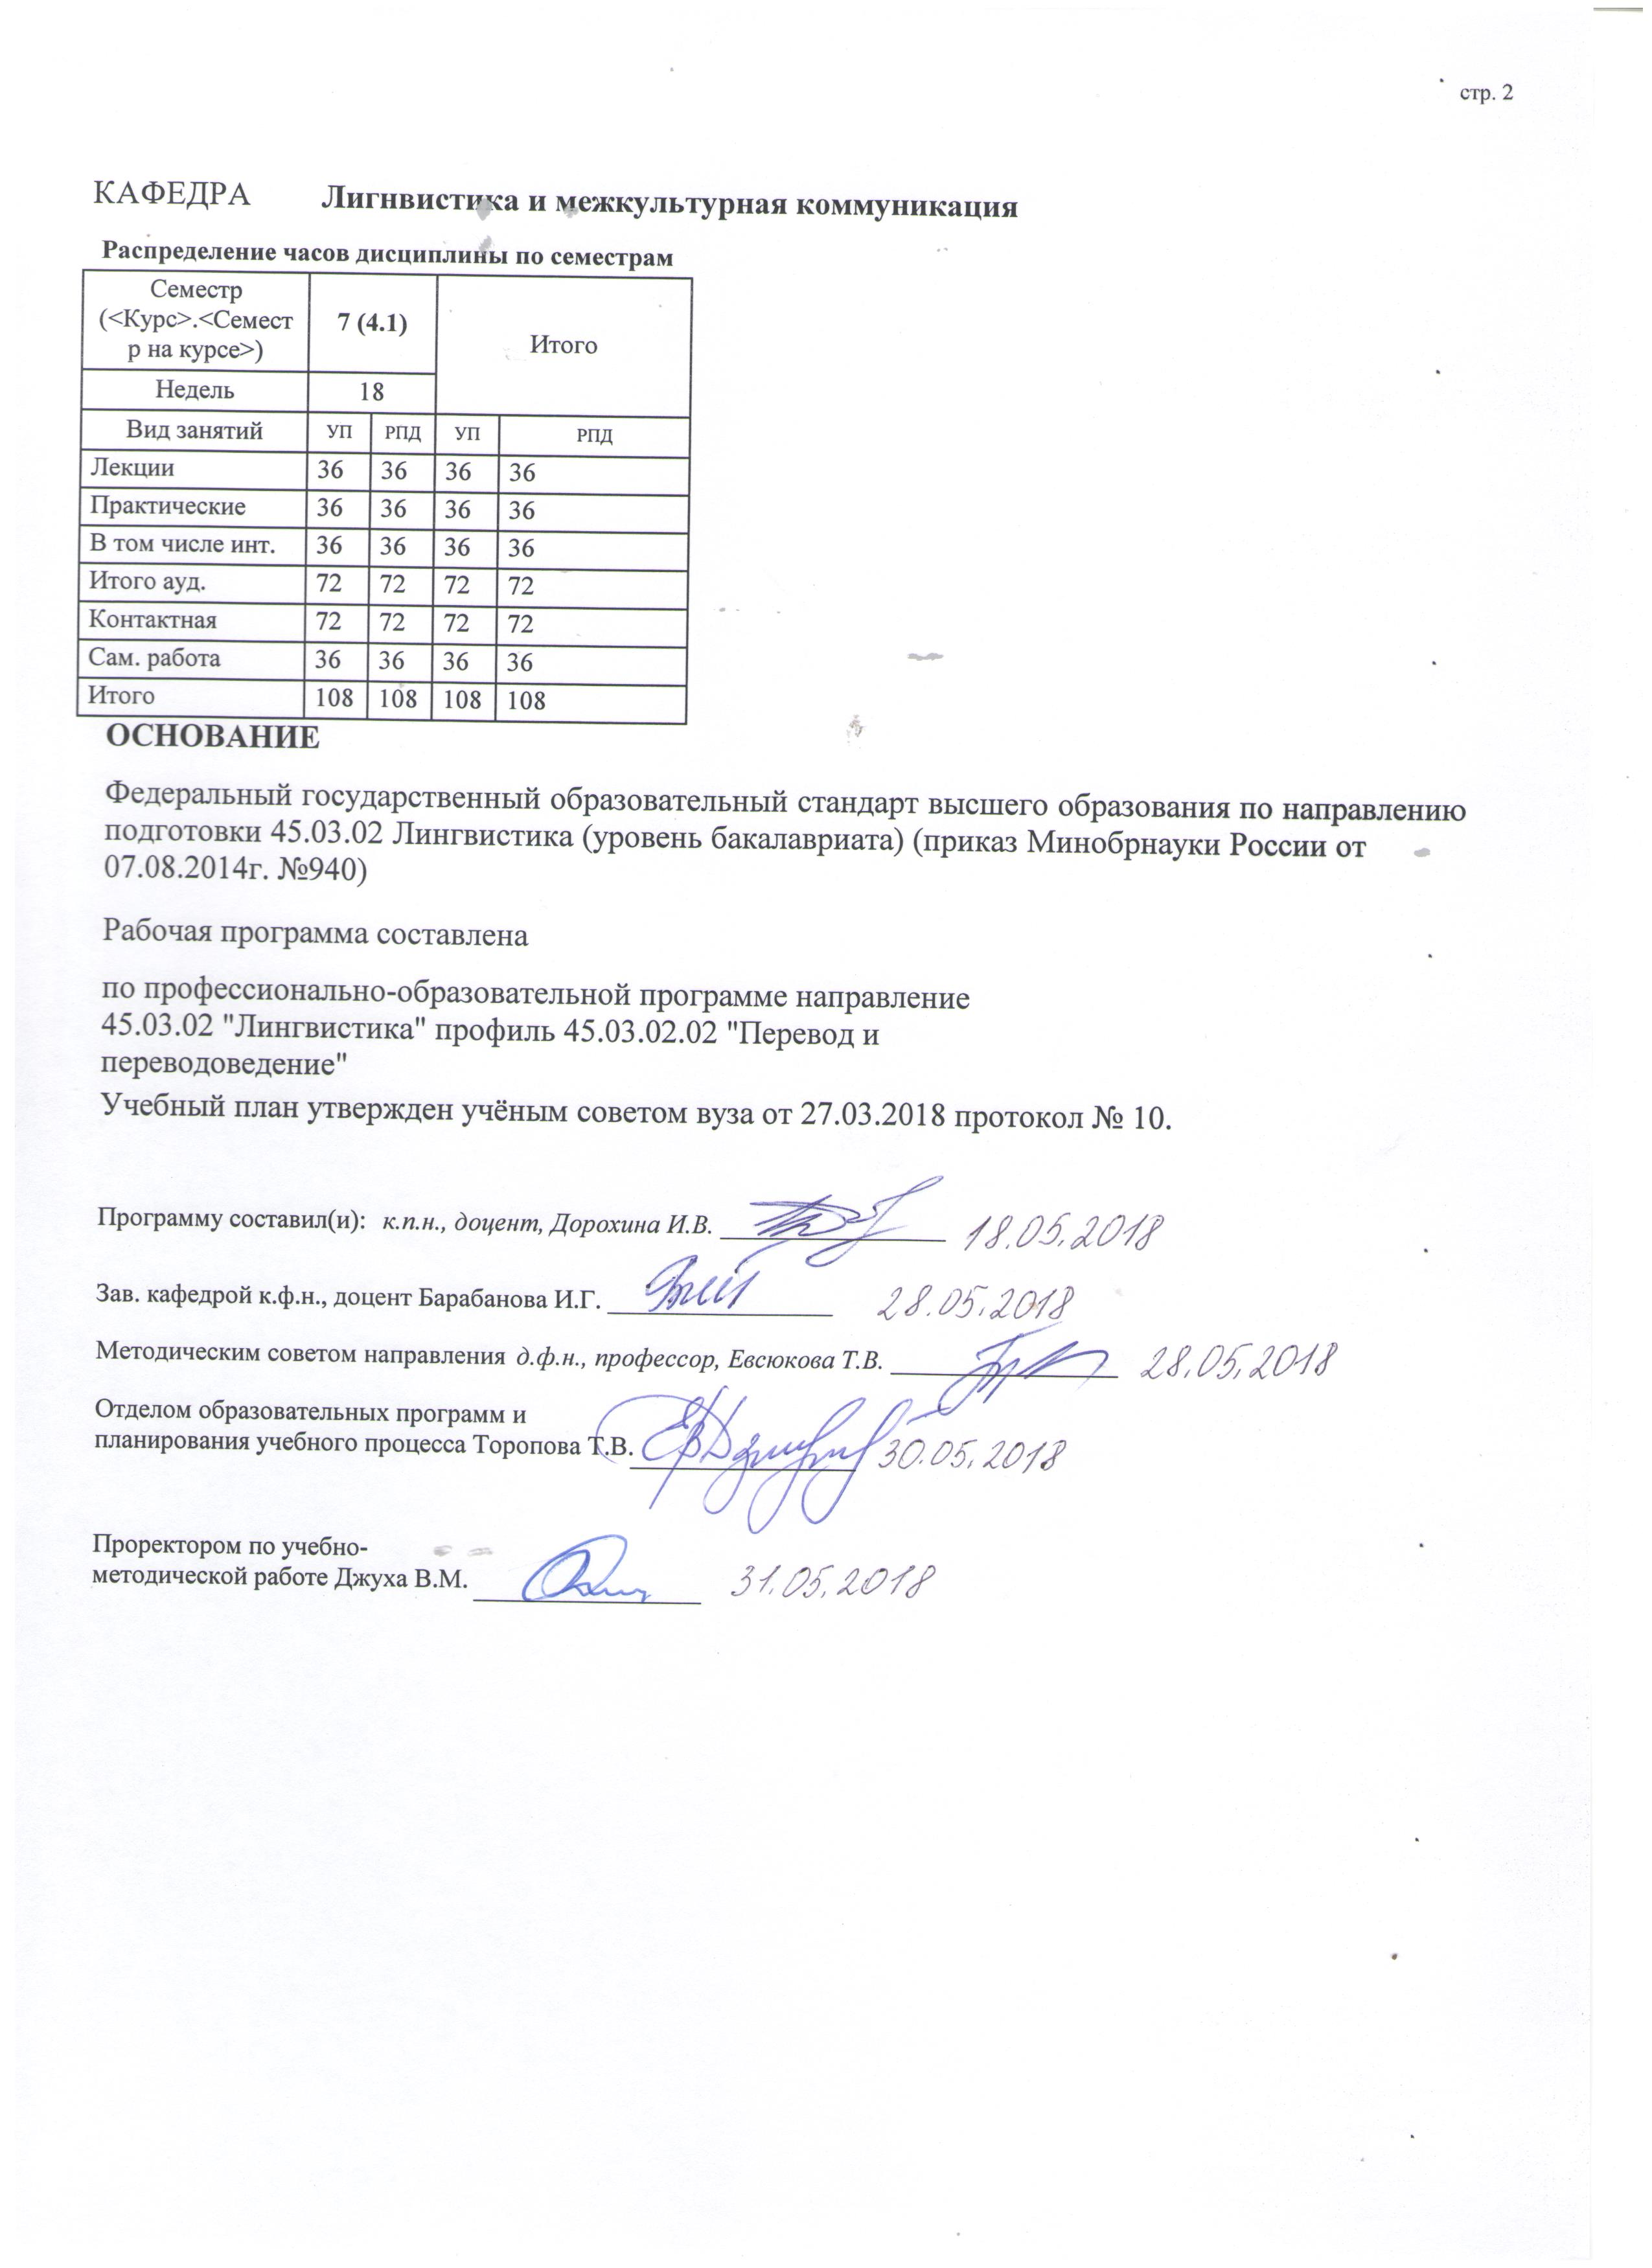 стр. 2
КАФЕДРА Лигнвистика и межкультурная коммуникация
Распределение часов дисциплины по семестрам
Семестр
(<Курс>.<Семест
р на курсе>)
7 (4.1)
Итого
Недель 18
Вид занятий УП РПД УП РПД
Лекции 36 36 36 36
Практические 36 36 36 36
В том числе инт. 36 36 36 36
Итого ауд. 72 72 72 72
Контактная 72 72 72 72
Сам. работа 36 36 36 36
Итого 108 108 108 108
ОСНОВАНИЕ
Федеральный государственный образовательный стандарт высшего образования по направлению
подготовки 45.03.02 Лингвистика (уровень бакалавриата) (приказ Минобрнауки России от
07.08.2014г. №940)
Рабочая программа составлена
по профессионально-образовательной программе направление
45.03.02 "Лингвистика" профиль 45.03.02.02 "Перевод и
переводоведение"
Учебный план утвержден учёным советом вуза от 27.03.2018 протокол № 10.
Программу составил(и): к.п.н., доцент, Дорохина И.В. 18.05.2018
Зав. кафедрой к.ф.н., доцент Барабанова И.Г. 28.05.2018
Методическим советом направления д.ф.н., профессор, Евсюкова Т.В. 28.05.2018
Отделом образовательных программ и
планирования учебного процесса Торопова Т.В. 30.05.2018
Проректором по учебно-
методической работе Джуха В.М. 31.05.2018